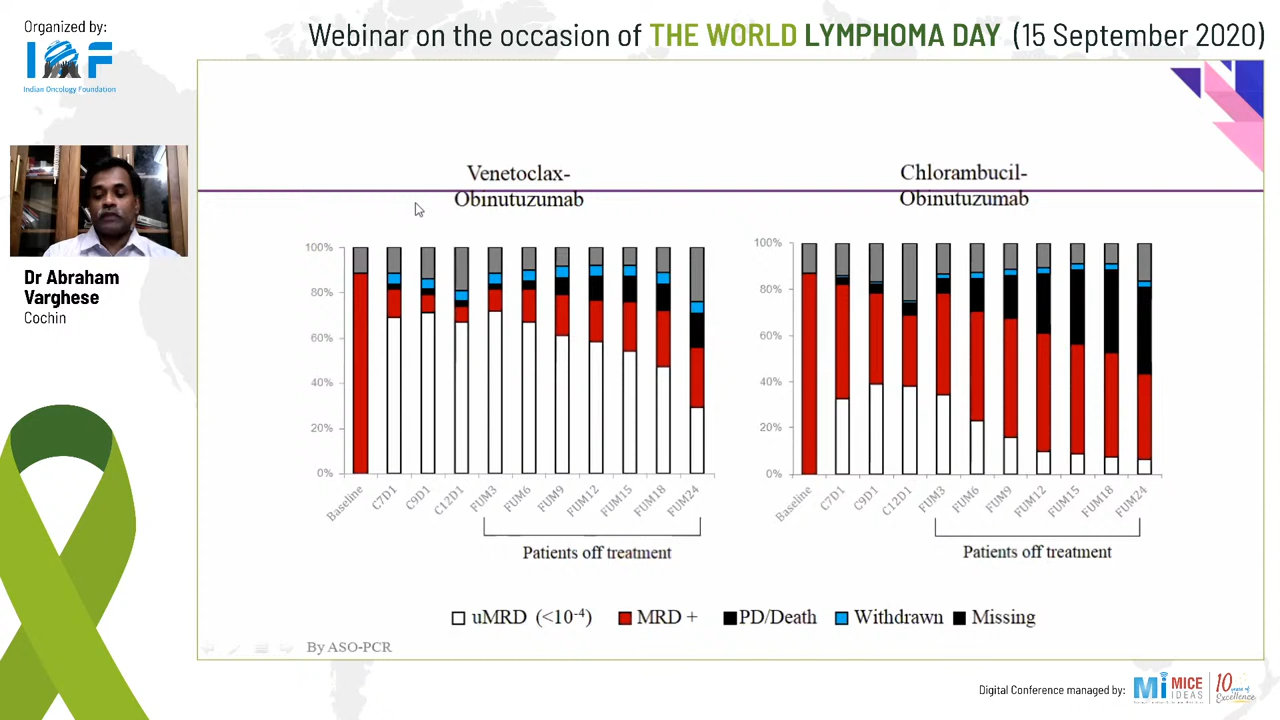 Organized by:
IOF
Indian Oncology Foundation
Webinar on the occasion of THE WORLD LYMPHOMA DAY (15 September 2020)
Dr Abraham
Varghese
Cochin
Venetoclax-
Obinutuzumab
100%
80%
60%
40%
20%
0%
Baseline
C7D1
C9D1
C12D1
FUM3
FUM6
FUM9
FUM12
FUM15
FUM18
FUM24
Patients off treatment
Chlorambucil-
Obinutuzumab
100%
80%
60%
40%
20%
0%
Baseline
C7D1
C9D1
C12D1
FUM3
FUM6
FUM9
FUM12
FUM15
FUM18
FUM24
Patients off treatment
uMRD (<10-4) MRD + PD/Death Withdrawn Missing
By ASO-PCR
Digital Conference managed by:
Mi MICE
IDEAS
10 years of
Excellence